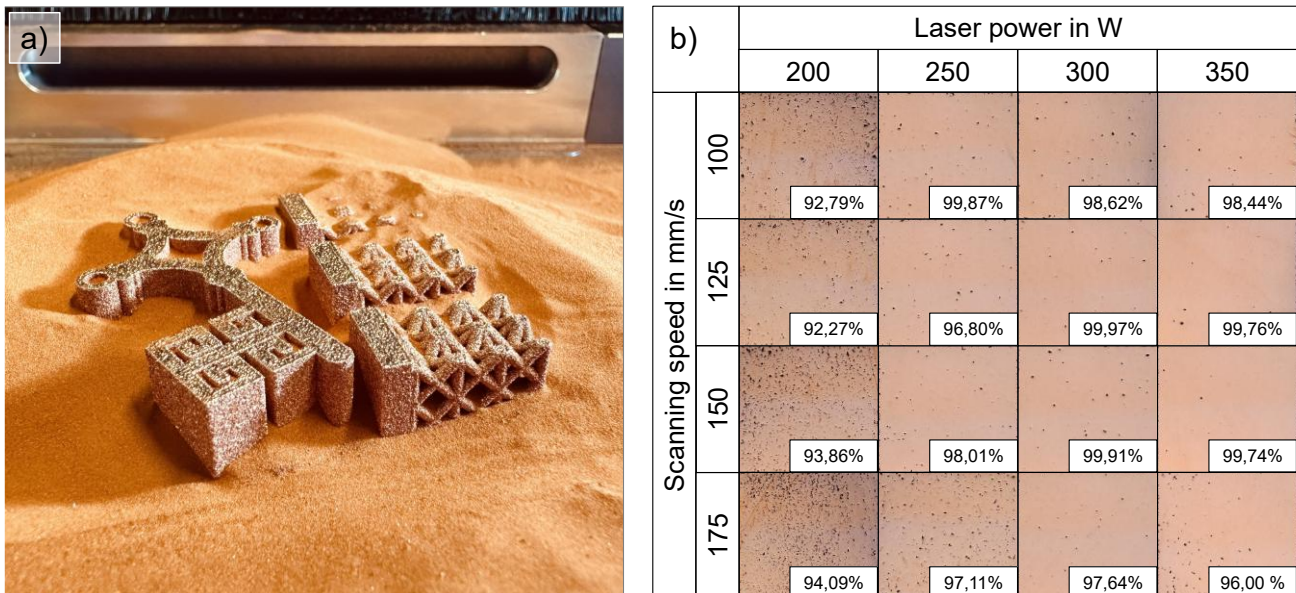 a)
b)
Laser power in W
200 250 300 350
Scanning speed in mm/s
100
92,79% 99,87% 98,62% 98,44%
125
92,27% 96,80% 99,97% 99,76%
150
93,86% 98,01% 99,91% 99,74%
175
94,09% 97,11% 97,64% 96,00 %